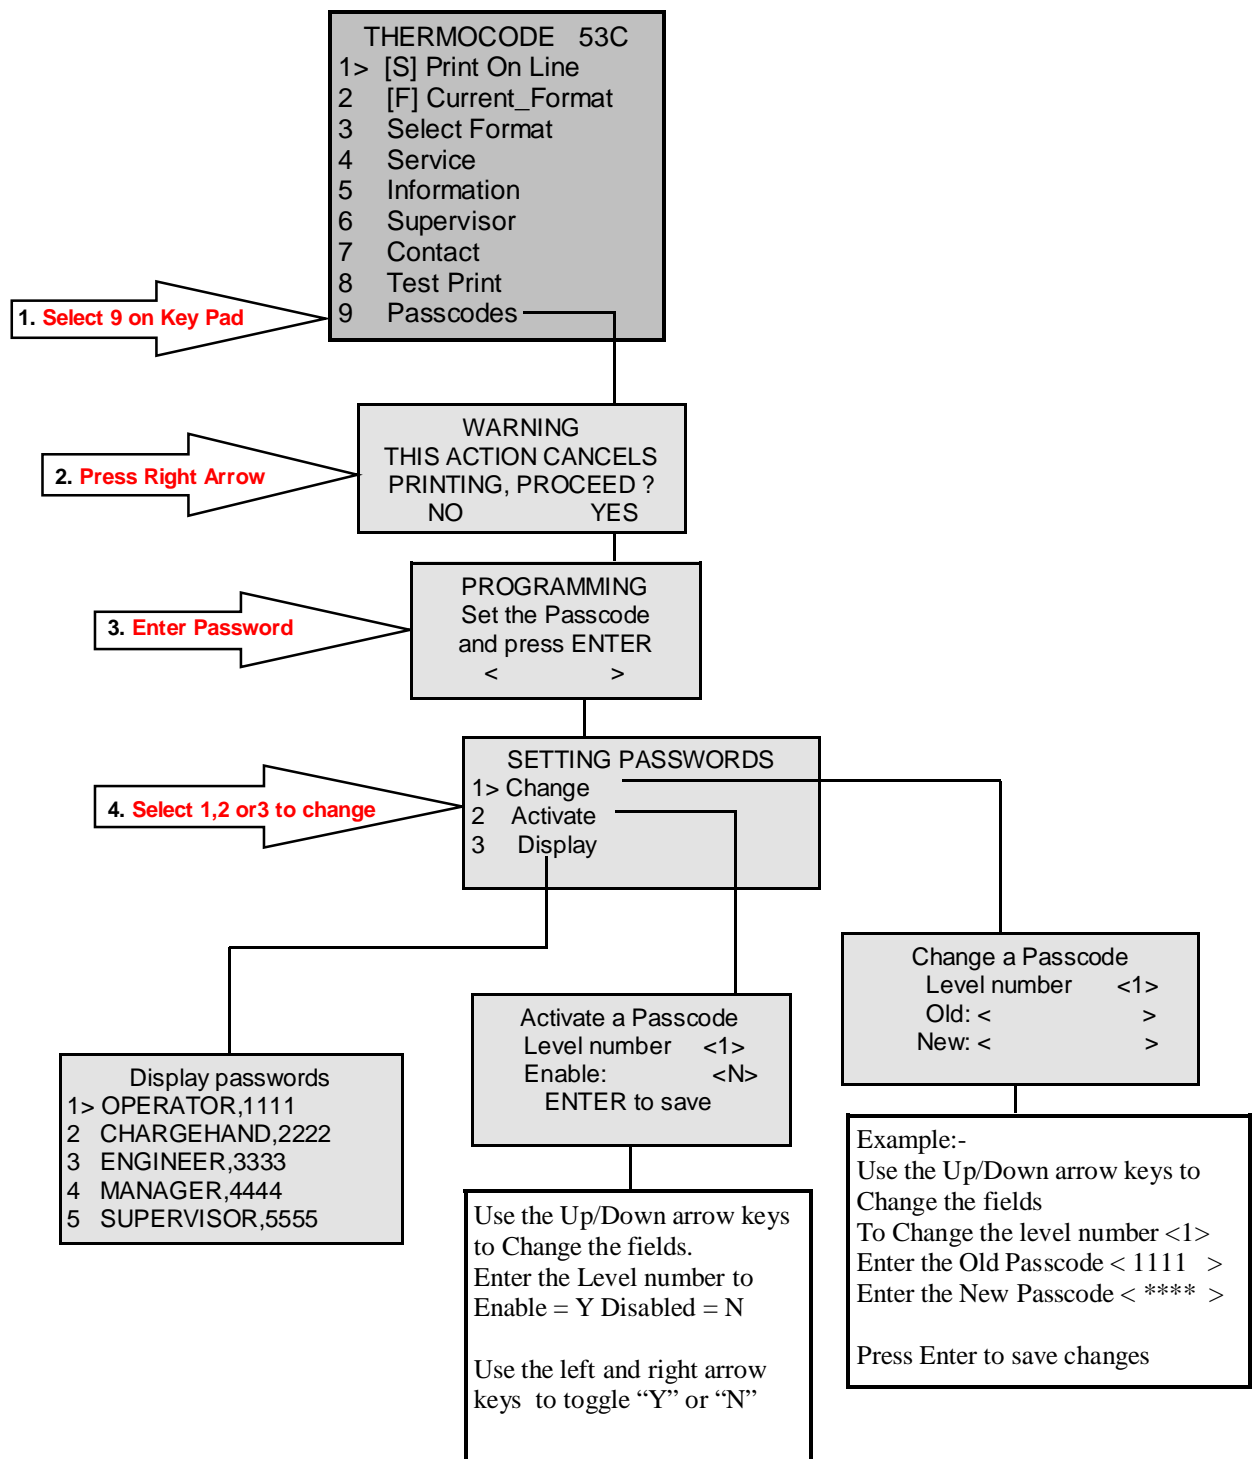 THERMOCODE 53C
1> [S] Print On Line
2 [F] Current_Format
3 Select Format
4 Service
5 Information
6 Supervisor
7 Contact
8 Test Print
9 Passcodes
1. Select 9 on Key Pad
WARNING
THIS ACTION CANCELS
PRINTING, PROCEED ?
NO YES
2. Press Right Arrow
PROGRAMMING
Set the Passcode
and press ENTER
< >
3. Enter Password
SETTING PASSWORDS
1> Change
2 Activate
3 Display
4. Select 1,2 or3 to change
Display passwords
1> OPERATOR,1111
2 CHARGEHAND,2222
3 ENGINEER,3333
4 MANAGER,4444
5 SUPERVISOR,5555
Activate a Passcode
Level number <1>
Enable: <N>
ENTER to save
Use the Up/Down arrow keys
to Change the fields.
Enter the Level number to
Enable = Y Disabled = N
Use the left and right arrow
keys to toggle “Y” or “N”
Change a Passcode
Level number <1>
Old: < >
New: < >
Example:-
Use the Up/Down arrow keys to
Change the fields
To Change the level number <1>
Enter the Old Passcode < 1111 >
Enter the New Passcode < **** >
Press Enter to save changes